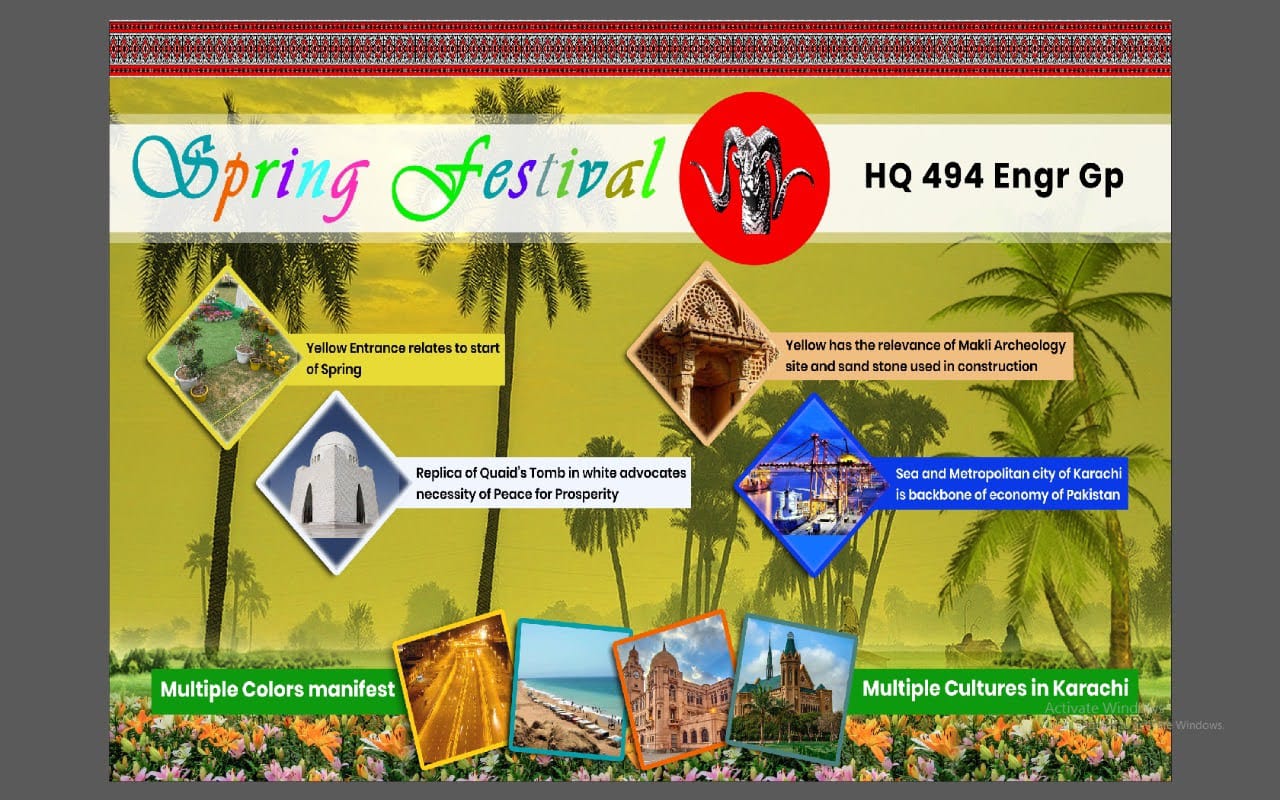 Spring Festival
HQ 494 Engr Gp
Yellow Entrance relates to start
of Spring
Yellow has the relevance of Makli Archeology
site and sand stone used in construction
Replica of Quaid's Tomb in white advocates
necessity of Peace for Prosperity
Sea and Metropolitan city of Karachi
is backbone of economy of Pakistan
Multiple Colors manifest
Multiple Cultures in Karachi
Activate Windows
Windows.